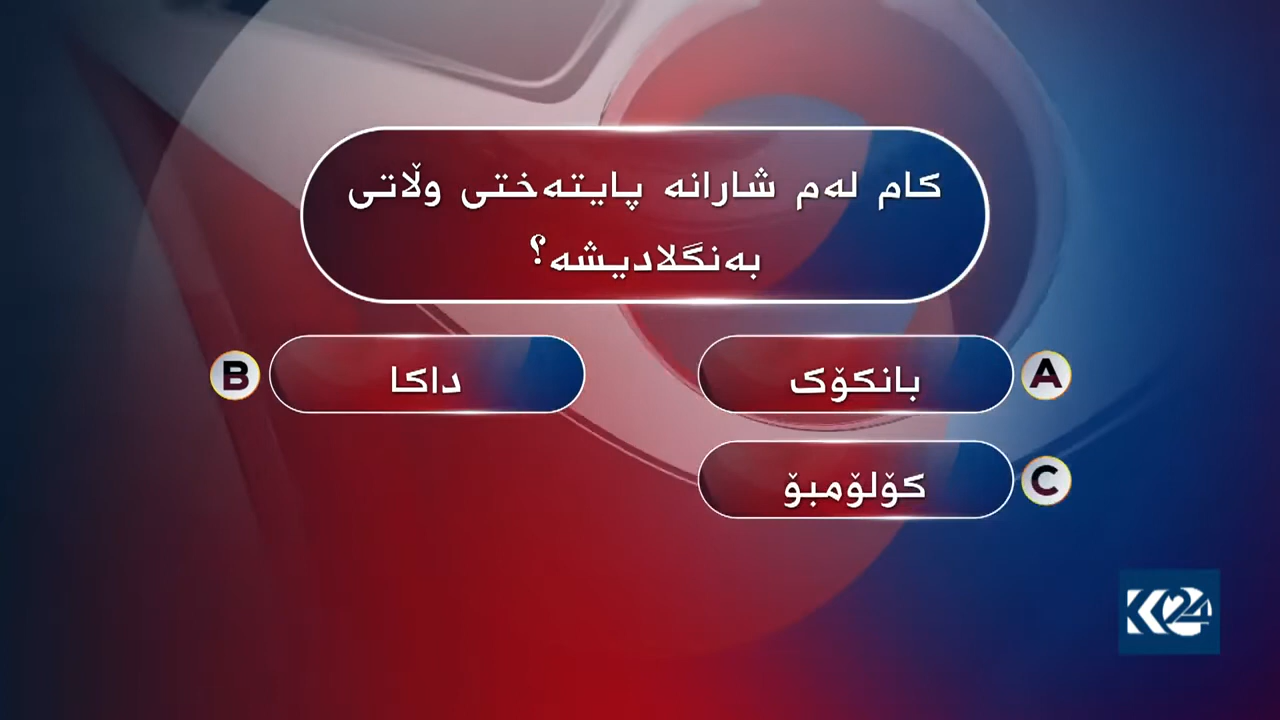 کام لەم شارانە پایتەختی وڵاتی
بەنگلادیشە؟
A
بانکۆک
B
داکا
C
کۆلۆمبۆ
K24